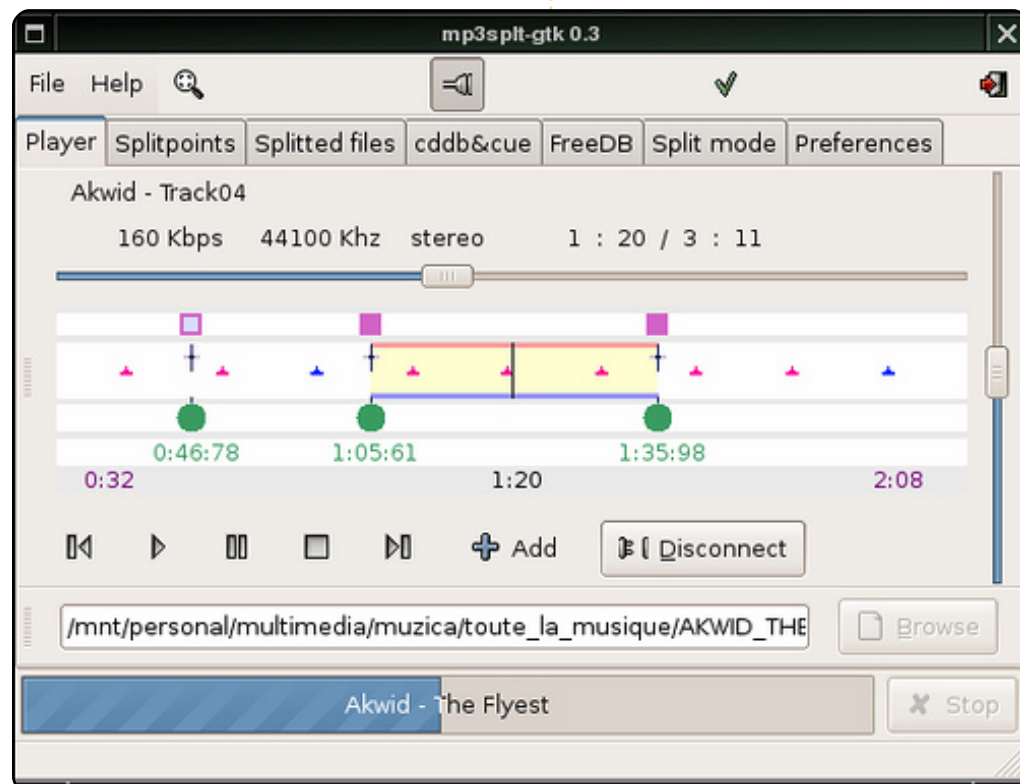 mp3splt-gtk 0.3
File Help
Player Splitpoints Splitted files cddb&cue FreeDB Split mode Preferences
Akwid - Track04
160 Kbps 44100 Khz stereo 1 : 20 / 3 : 11
0:46:78 1:05:61 1:35:98
0:32 1:20 2:08
Add Disconnect
/mnt/personal/multimedia/muzica/toute_la_musique/AKWID_THE Browse
Akwid - The Flyest Stop